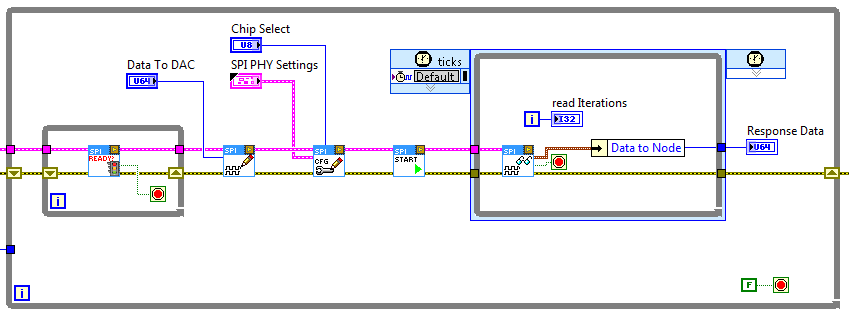 Chip Select
U8
Data To DAC
U64
SPI PHY Settings
ticks
Default
read Iterations
i
I32
Response Data
U64
SPI
READY?
SPI
SPI
CFG
SPI
START
SPI
Data to Node
i
i
F